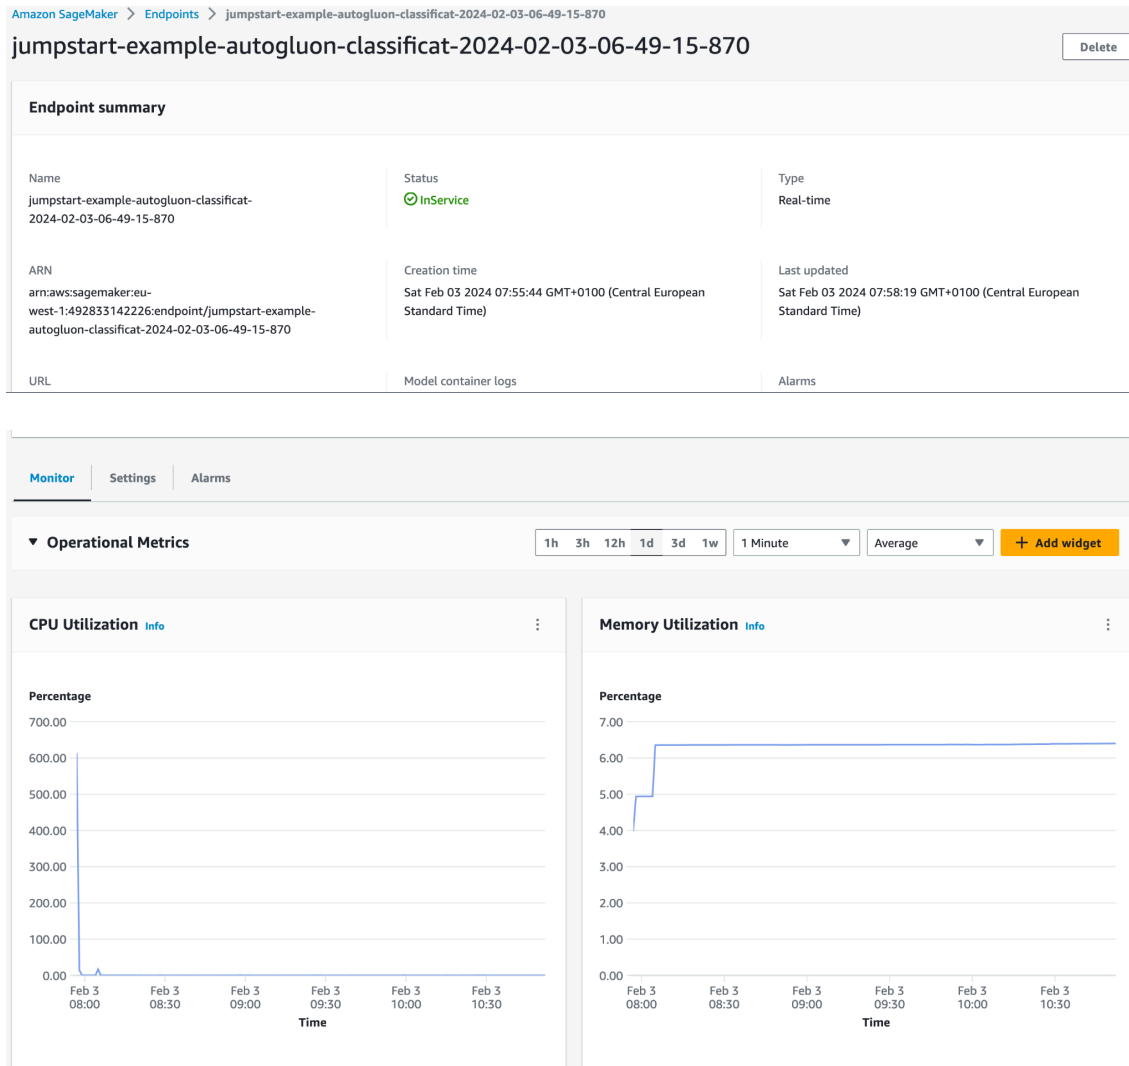 Amazon SageMaker > Endpoints > jumpstart-example-autogluon-classificat-2024-02-03-06-49-15-870
jumpstart-example-autogluon-classificat-2024-02-03-06-49-15-870
Delete
Endpoint summary
Name
jumpstart-example-autogluon-classificat-
2024-02-03-06-49-15-870
Status
InService
Type
Real-time
ARN
arn:aws:sagemaker:eu-
west-1:492833142226:endpoint/jumpstart-example-
autogluon-classificat-2024-02-03-06-49-15-870
Creation time
Sat Feb 03 2024 07:55:44 GMT+0100 (Central European
Standard Time)
Last updated
Sat Feb 03 2024 07:58:19 GMT+0100 (Central European
Standard Time)
URL
Model container logs
Alarms
Monitor
Settings
Alarms
Operational Metrics
1h 3h 12h 1d 3d 1w
1 Minute
Average
+ Add widget
CPU Utilization Info
Percentage
700.00
600.00
500.00
400.00
300.00
200.00
100.00
0.00
Feb 3 Feb 3 Feb 3 Feb 3 Feb 3 Feb 3
08:00 08:30 09:00 09:30 10:00 10:30
Time
Memory Utilization Info
Percentage
7.00
6.00
5.00
4.00
3.00
2.00
1.00
0.00
Feb 3 Feb 3 Feb 3 Feb 3 Feb 3 Feb 3
08:00 08:30 09:00 09:30 10:00 10:30
Time